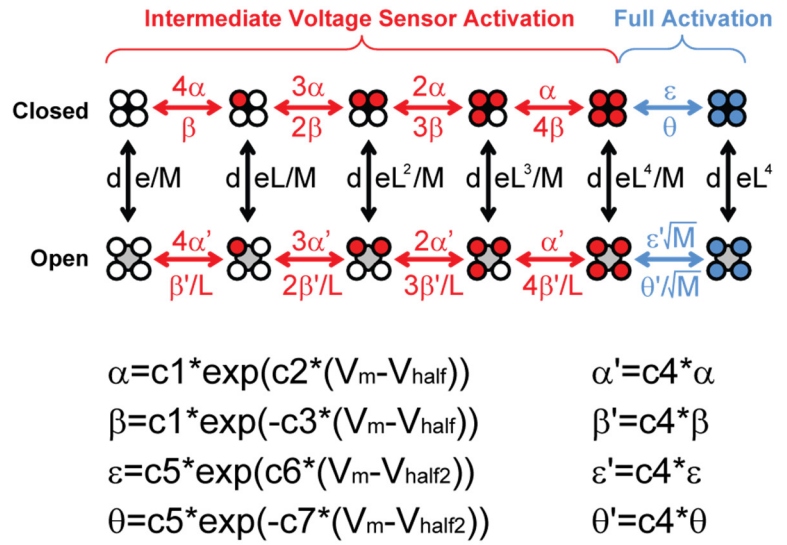 Intermediate Voltage Sensor Activation Full Activation
4α 3α 2α α ε
Closed
β 2β 3β 4β θ
d e/M d eL/M d eL²/M d eL³/M d eL⁴/M d eL⁴
4α’ 3α’ 2α’ α’ ε'√M
Open
β'/L 2β'/L 3β'/L 4β'/L θ'/√M
α=c1*exp(c2*(Vm-Vhalf)) α'=c4*α
β=c1*exp(-c3*(Vm-Vhalf)) β'=c4*β
ε=c5*exp(c6*(Vm-Vhalf2)) ε'=c4*ε
θ=c5*exp(-c7*(Vm-Vhalf2)) θ'=c4*θ